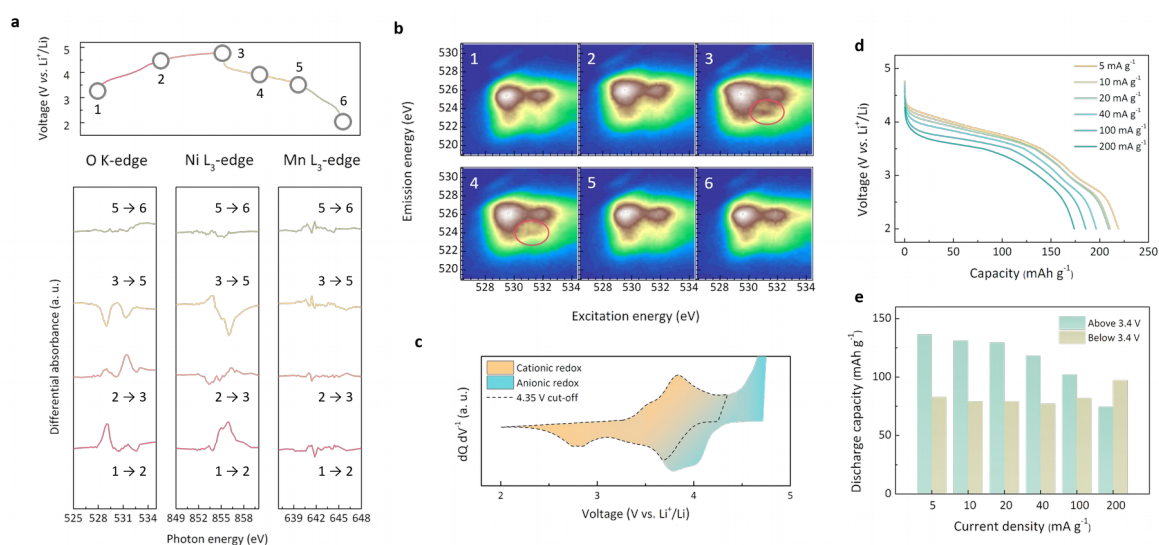 a
Voltage (V vs. Li⁺/Li)
5
4
3
2
1
2
3
4
5
6
O K-edge
Ni L₃-edge
Mn L₃-edge
Differential absorbance (a. u.)
5 → 6
5 → 6
5 → 6
3 → 5
3 → 5
3 → 5
2 → 3
2 → 3
2 → 3
1 → 2
1 → 2
1 → 2
525 528 531 534
849 852 855 858
639 642 645 648
Photon energy (eV)
b
Emission energy (eV)
530
528
526
524
522
520
1
2
3
530
528
526
524
522
520
4
5
6
528 530 532 534
528 530 532 534
528 530 532 534
Excitation energy (eV)
c
dQ dV⁻¹ (a. u.)
Cationic redox
Anionic redox
4.35 V cut-off
2 3 4 5
Voltage (V vs. Li⁺/Li)
d
Voltage (V vs. Li⁺/Li)
5
4
3
2
5 mA g⁻¹
10 mA g⁻¹
20 mA g⁻¹
40 mA g⁻¹
100 mA g⁻¹
200 mA g⁻¹
0 50 100 150 200 250
Capacity (mAh g⁻¹)
e
Discharge capacity (mAh g⁻¹)
150
100
50
0
Above 3.4 V
Below 3.4 V
5 10 20 40 100 200
Current density (mA g⁻¹)